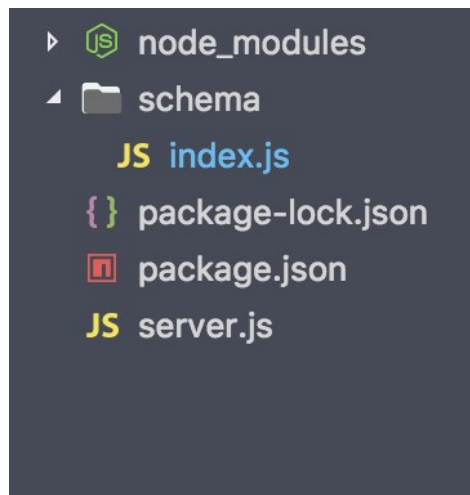 node_modules
schema
JS index.js
{ } package-lock.json
package.json
JS server.js